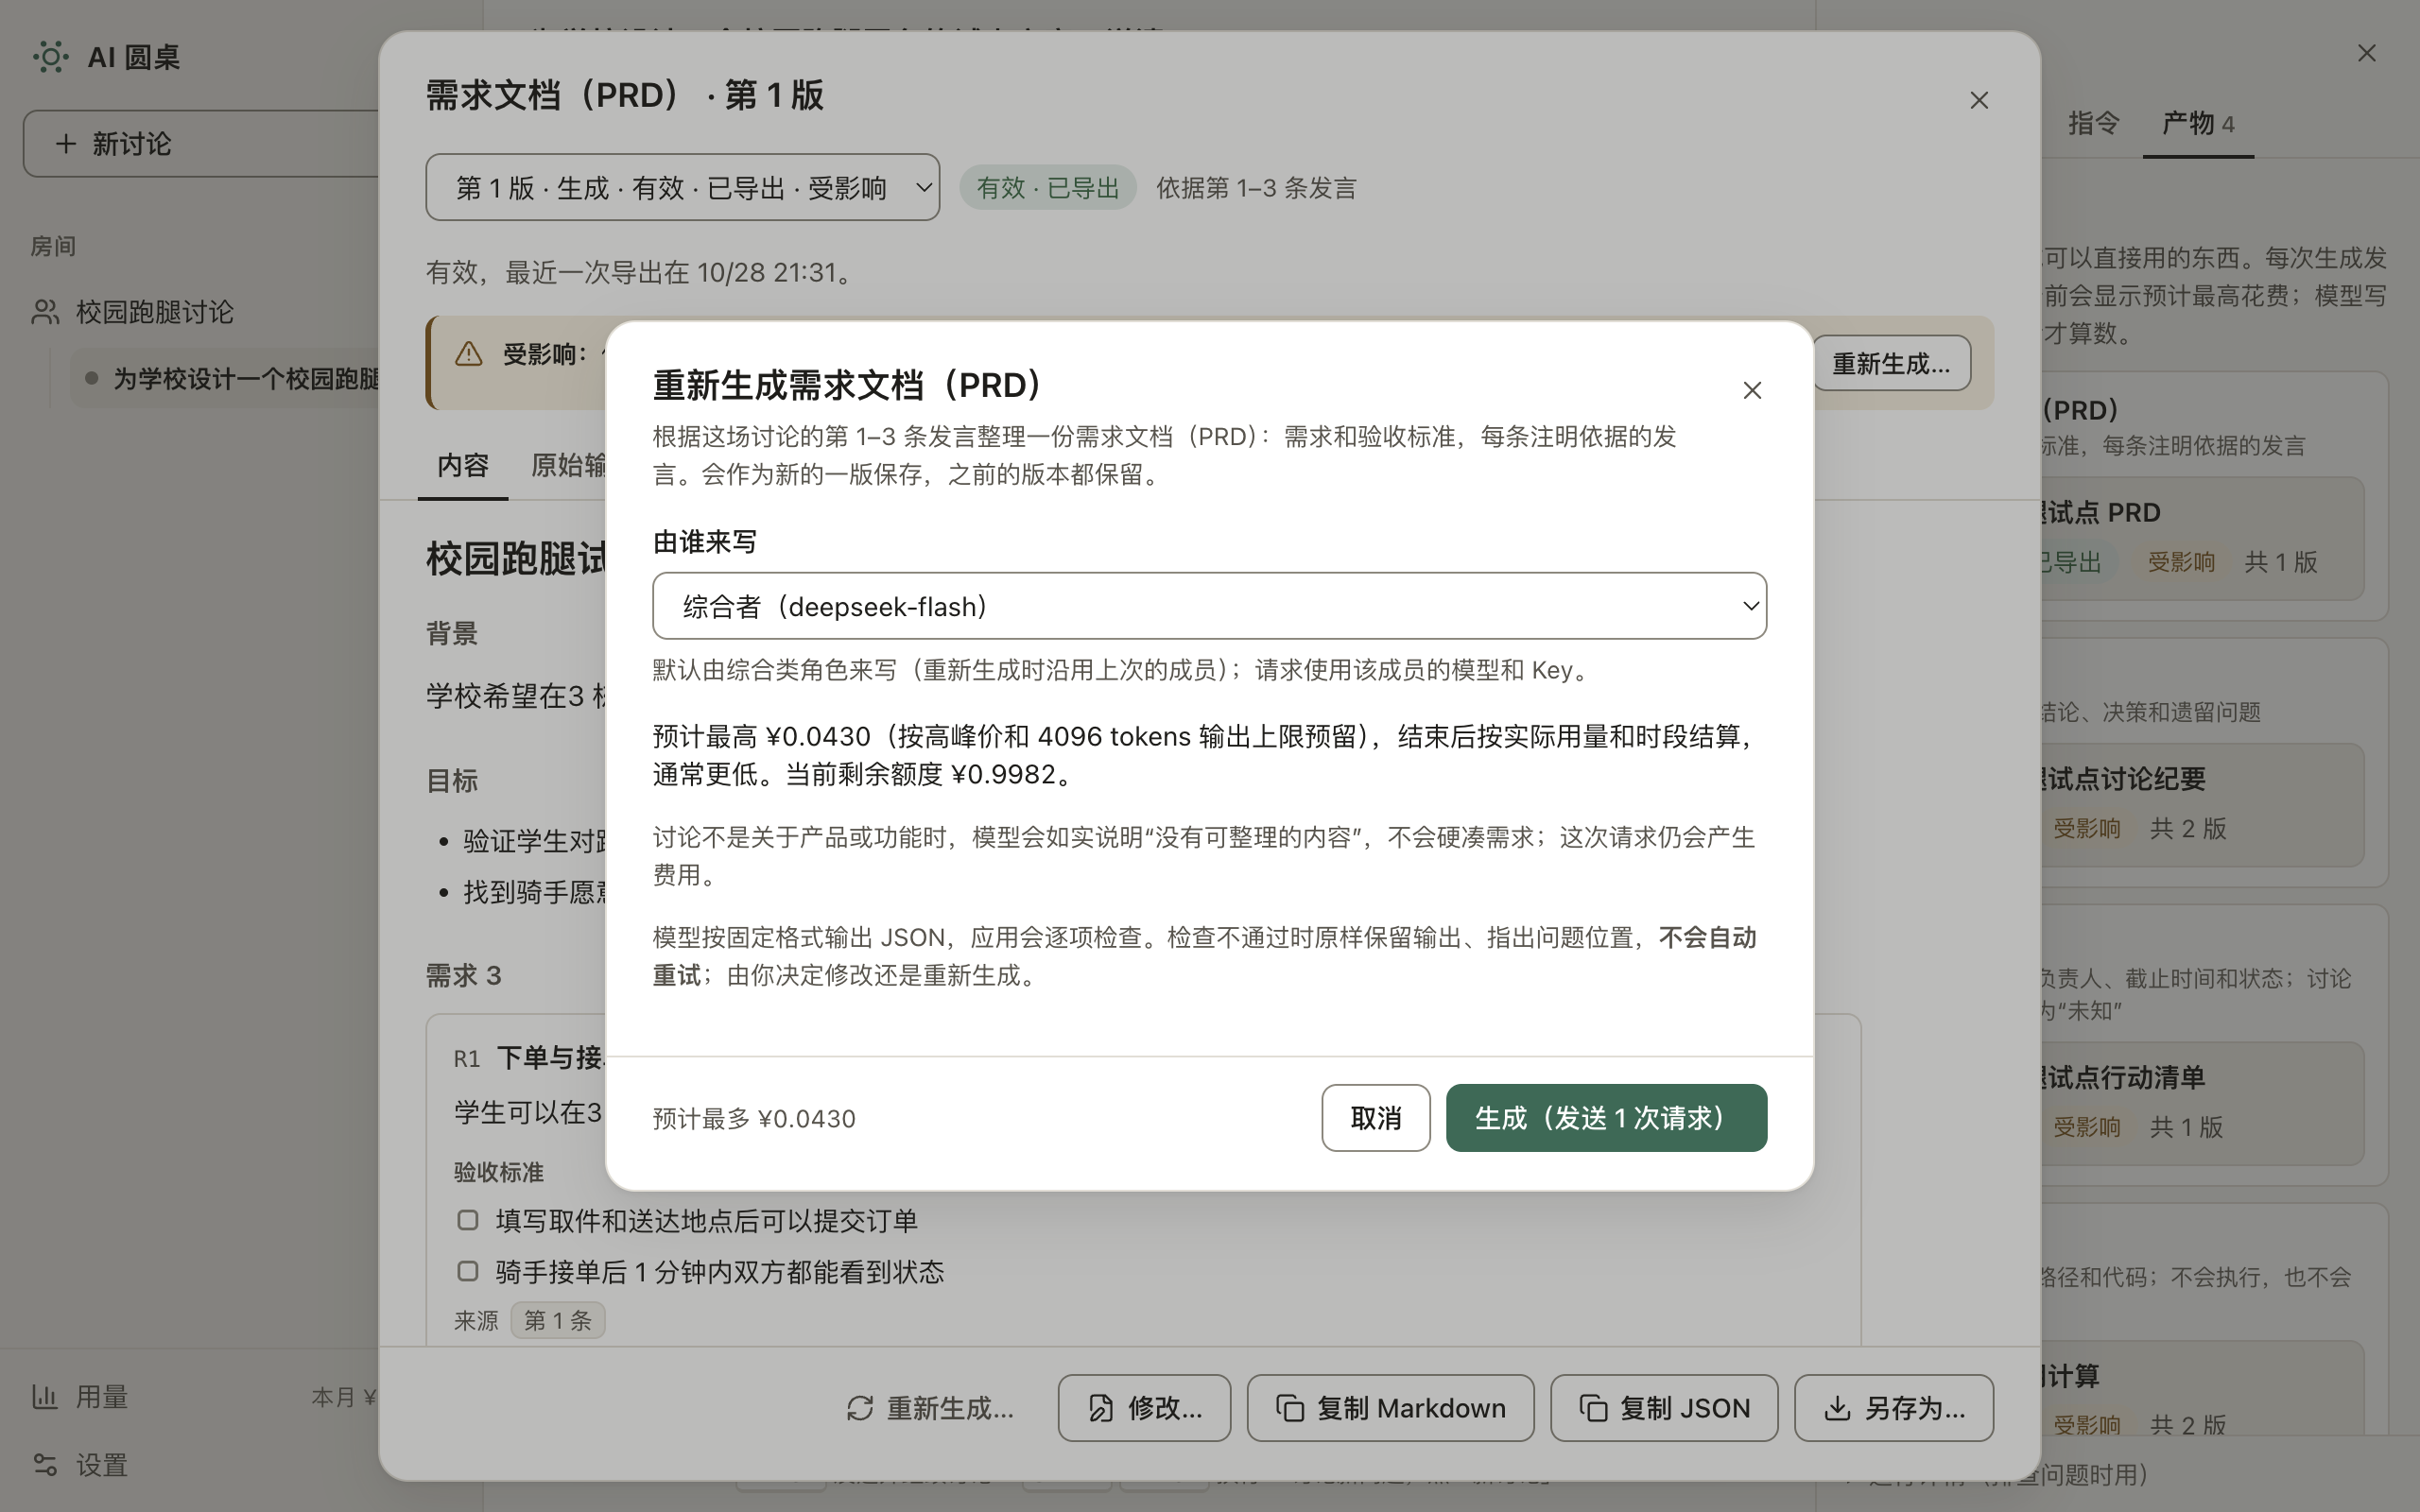 AI 圆桌
新讨论
房间
校园跑腿讨论
为学校设计一个校园跑腿
用量
本月 ¥
设置
需求文档（PRD） · 第 1 版
第 1 版 · 生成 · 有效 · 已导出 · 受影响
有效 · 已导出
依据第 1–3 条发言
有效，最近一次导出在 10/28 21:31。
受影响：
重新生成...
内容
原始输
校园跑腿试
背景
学校希望在3
目标
验证学生对
找到骑手愿
需求 3
R1 下单与接
学生可以在3
验收标准
填写取件和送达地点后可以提交订单
骑手接单后 1 分钟内双方都能看到状态
来源 第 1 条
重新生成...
修改...
复制 Markdown
复制 JSON
另存为...
重新生成需求文档（PRD）
根据这场讨论的第 1–3 条发言整理一份需求文档（PRD）：需求和验收标准，每条注明依据的发
言。会作为新的一版保存，之前的版本都保留。
由谁来写
综合者（deepseek-flash）
默认由综合类角色来写（重新生成时沿用上次的成员）；请求使用该成员的模型和 Key。
预计最高 ¥0.0430（按高峰价和 4096 tokens 输出上限预留），结束后按实际用量和时段结算，
通常更低。当前剩余额度 ¥0.9982。
讨论不是关于产品或功能时，模型会如实说明“没有可整理的内容”，不会硬凑需求；这次请求仍会产生
费用。
模型按固定格式输出 JSON，应用会逐项检查。检查不通过时原样保留输出、指出问题位置，不会自动
重试；由你决定修改还是重新生成。
预计最多 ¥0.0430
取消
生成（发送 1 次请求）
指令
产物 4
可以直接用的东西。每次生成发
前会显示预计最高花费；模型写
才算数。
（PRD）
标准，每条注明依据的发言
试点 PRD
已导出 受影响 共 1 版
结论、决策和遗留问题
试点讨论纪要
受影响 共 2 版
负责人、截止时间和状态；讨论
为“未知”
试点行动清单
受影响 共 1 版
路径和代码；不会执行，也不会
计算
受影响 共 2 版
问题时用）